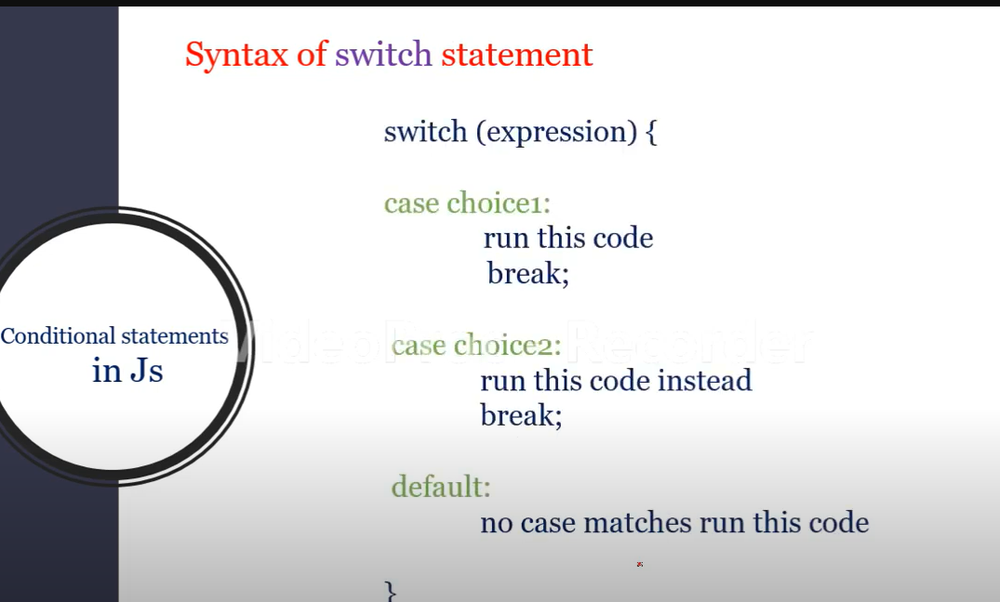 Syntax of switch statement
switch (expression) {
case choice1:
run this code
break;
Conditional statements
in Js
case choice2:
run this code instead
break;
default:
no case matches run this code
}